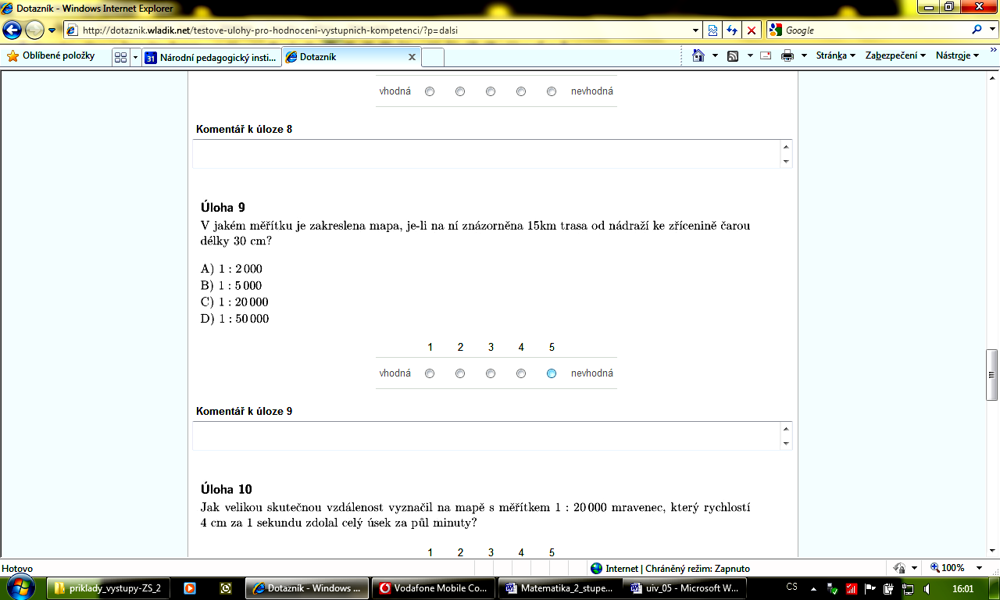 Dotazník - Windows Internet Explorer
http://dotaznik.wladik.net/testove-ulohy-pro-hodnoceni-vystupnich-kompetenci/?p=dalsi
Google
Oblíbené položky
31 Národní pedagogický insti...
Dotazník
Stránka
Zabezpečení
Nástroje
vhodná nevhodná
Komentář k úloze 8
Úloha 9
V jakém měřítku je zakreslena mapa, je-li na ní znázorněna 15km trasa od nádraží ke zřícenině čarou
délky 30 cm?
A) 1 : 2 000
B) 1 : 5 000
C) 1 : 20 000
D) 1 : 50 000
1 2 3 4 5
vhodná nevhodná
Komentář k úloze 9
Úloha 10
Jak velikou skutečnou vzdálenost vyznačil na mapě s měřítkem 1 : 20 000 mravenec, který rychlostí
4 cm za 1 sekundu zdolal celý úsek za půl minuty?
1 2 3 4 5
Hotovo
Internet | Chráněný režim: Zapnuto
100%
priklady_vystupy-ZS_2
Dotazník - Windows ...
Vodafone Mobile Co...
Matematika_2_stupe...
uiv_05 - Microsoft W...
CS
16:01